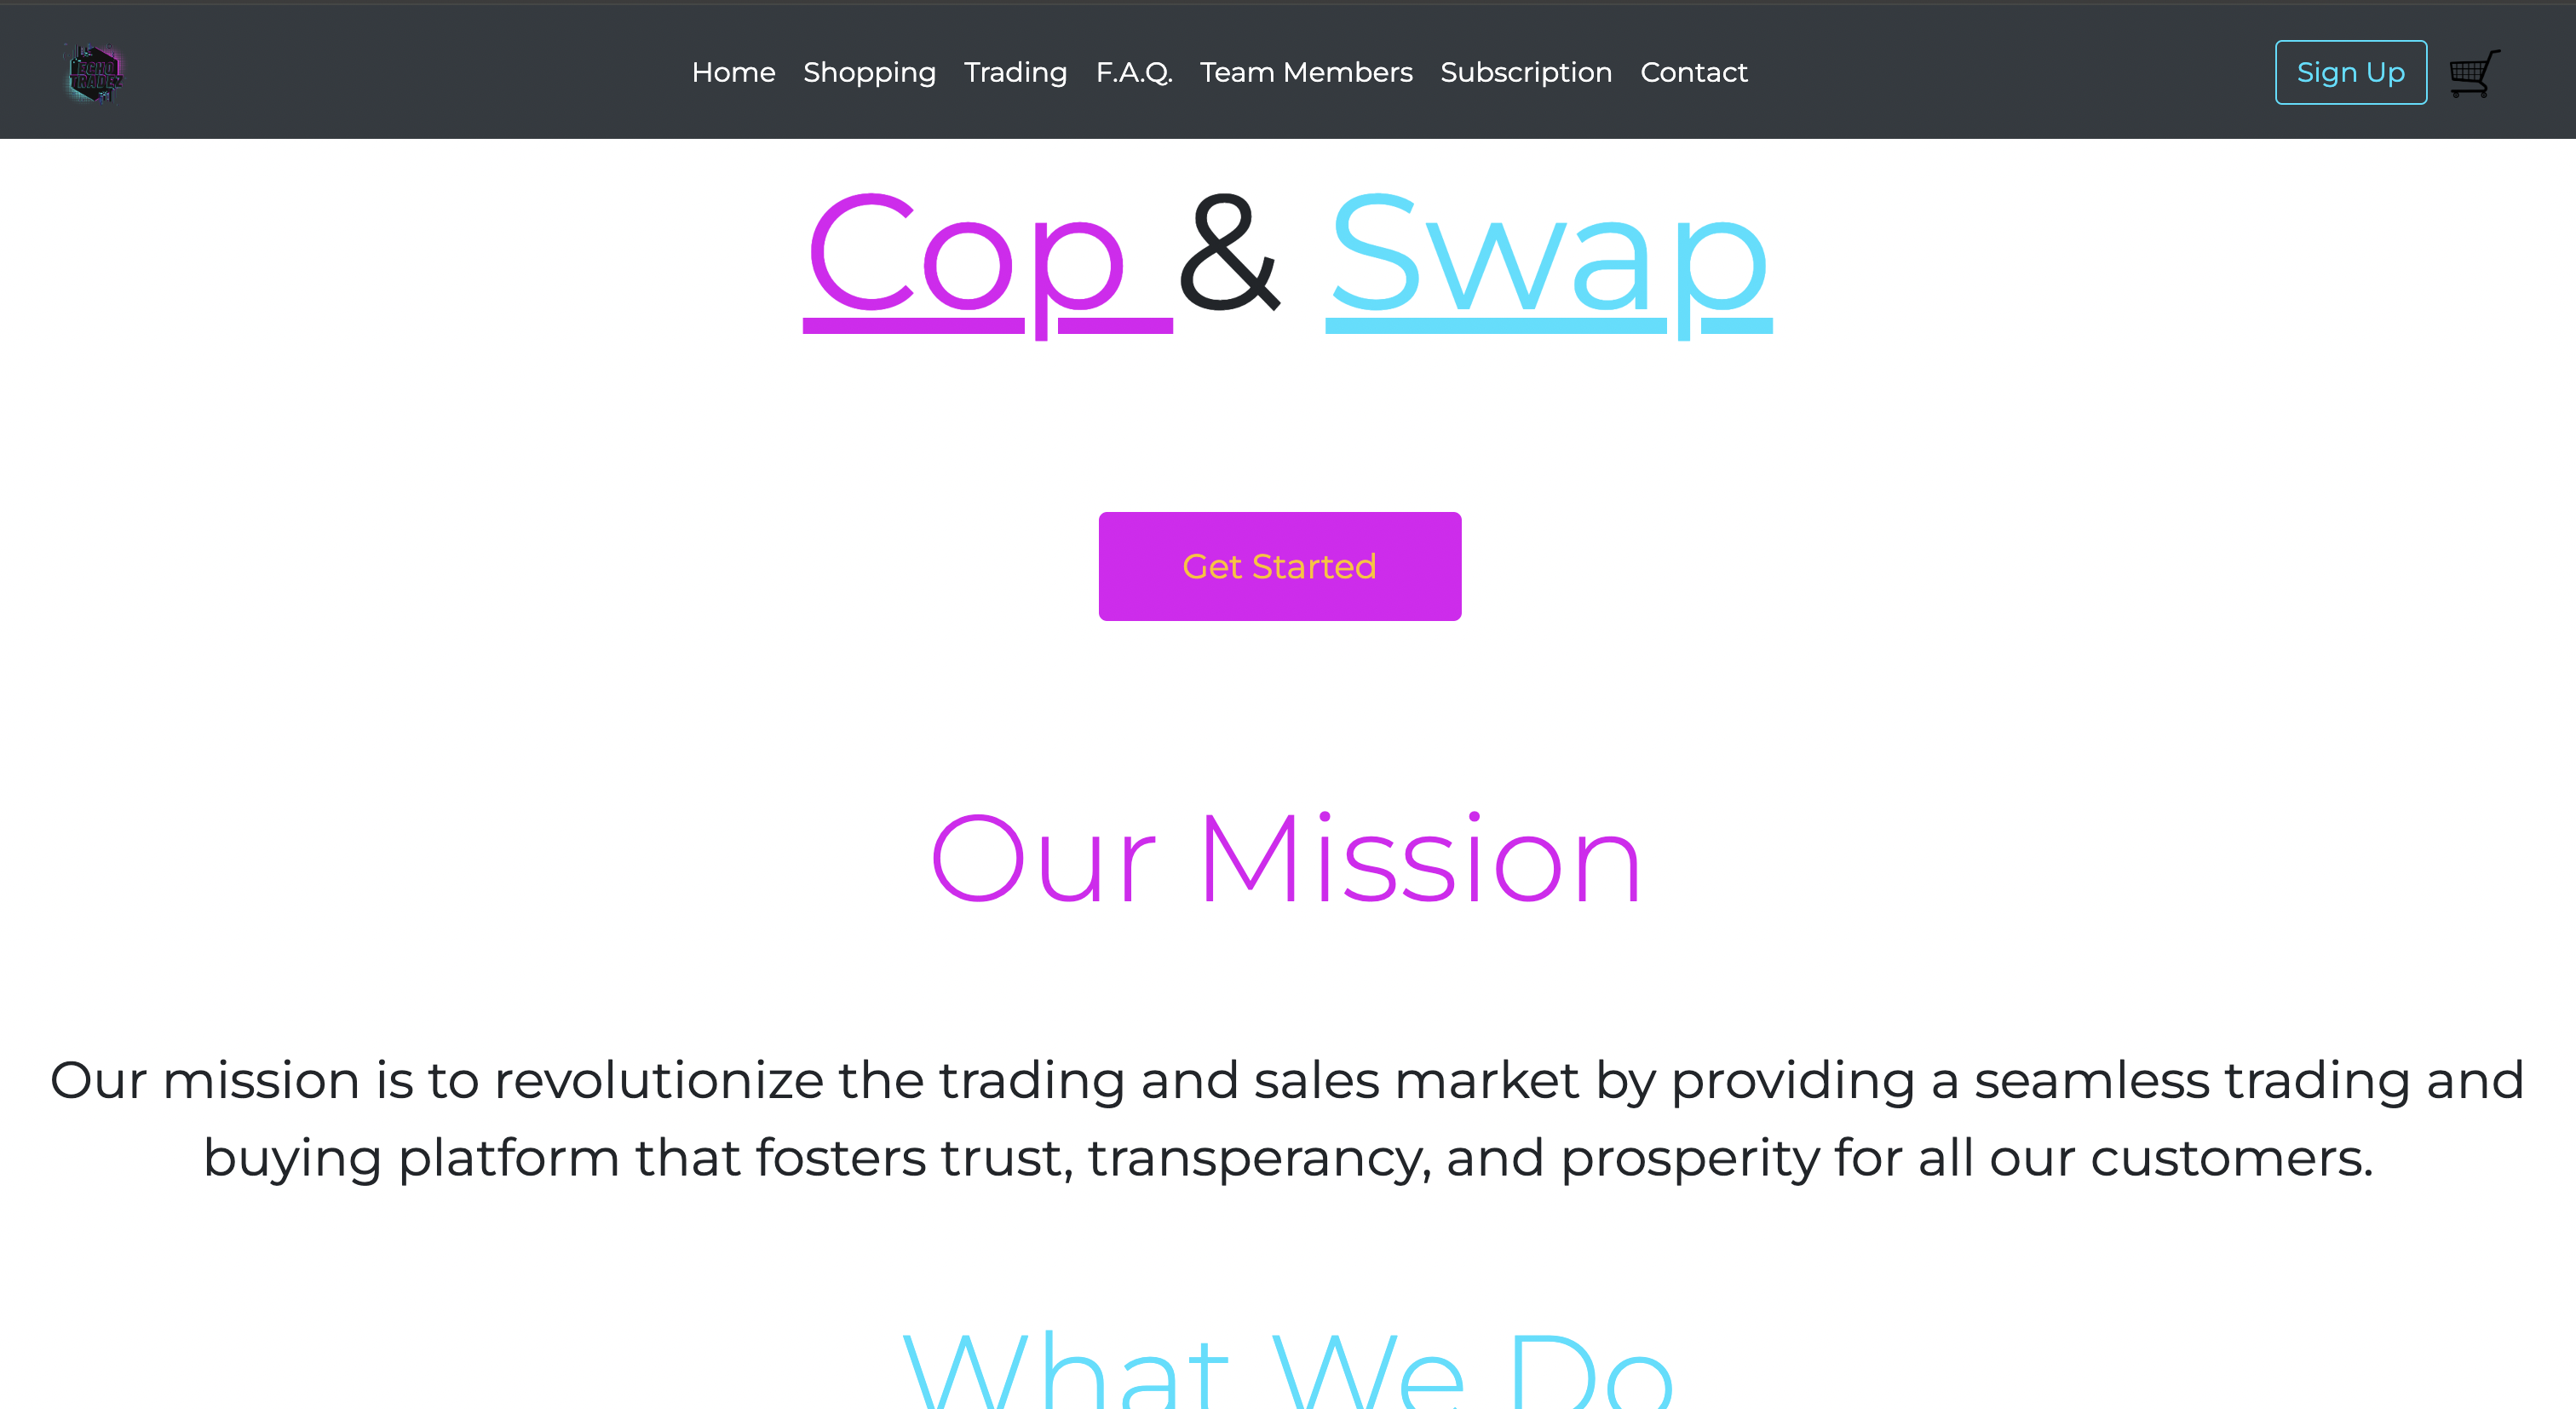 ECHO
TRADEZ
Home Shopping Trading F.A.Q. Team Members Subscription Contact
Sign Up
Cop & Swap
Get Started
Our Mission
Our mission is to revolutionize the trading and sales market by providing a seamless trading and
buying platform that fosters trust, transperancy, and prosperity for all our customers.
What We Do